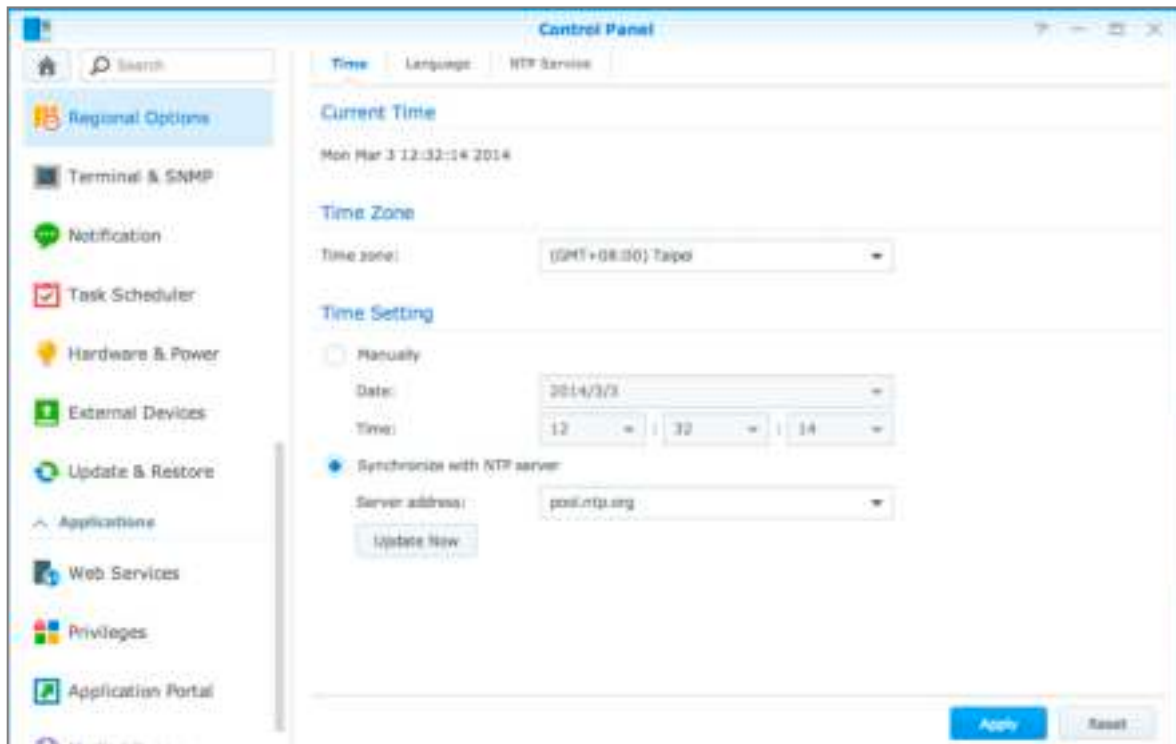 Control Panel
Search
Time Language NTP Service
Regional Options
Current Time
Mon Mar 3 12:32:14 2014
Terminal & SNMP
Time Zone
Notification
Time zone: (GMT+08:00) Taipei
Task Scheduler
Time Setting
Hardware & Power
Manually
Date: 2014/3/3
External Devices
Time: 12 : 32 : 14
Update & Restore
Synchronize with NTP server
Server address: pool.ntp.org
Applications
Update Now
Web Services
Privileges
Application Portal
Apply Reset